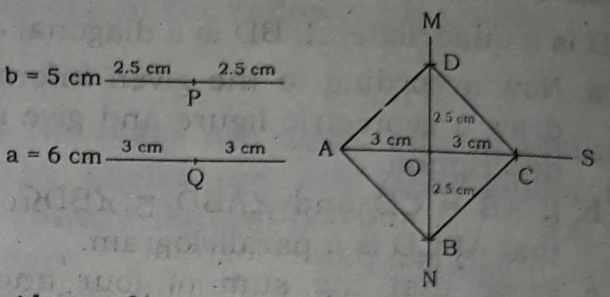 b = 5 cm 2.5 cm 2.5 cm
P
a = 6 cm 3 cm 3 cm
Q
M
D
2.5 cm
A 3 cm 3 cm S
O C
2.5 cm
B
N